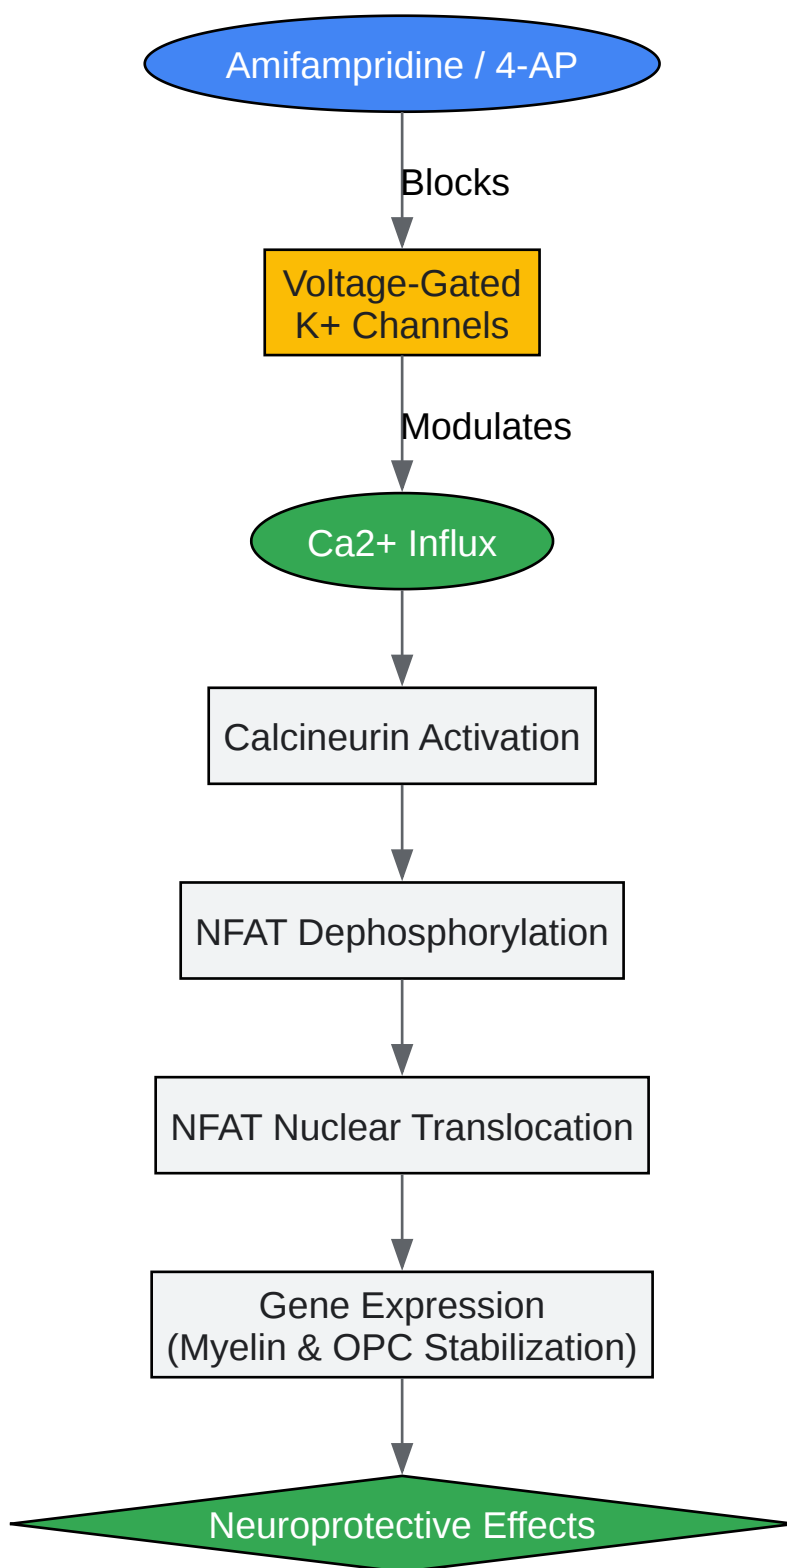 Amifampridine / 4-AP
Blocks
Voltage-Gated
K+ Channels
Modulates
Ca2+ Influx
Calcineurin Activation
NFAT Dephosphorylation
NFAT Nuclear Translocation
Gene Expression
(Myelin & OPC Stabilization)
Neuroprotective Effects